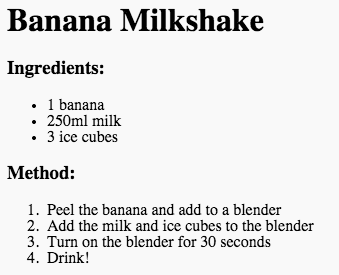 Banana Milkshake
Ingredients:
• 1 banana
• 250ml milk
• 3 ice cubes
Method:
1. Peel the banana and add to a blender
2. Add the milk and ice cubes to the blender
3. Turn on the blender for 30 seconds
4. Drink!